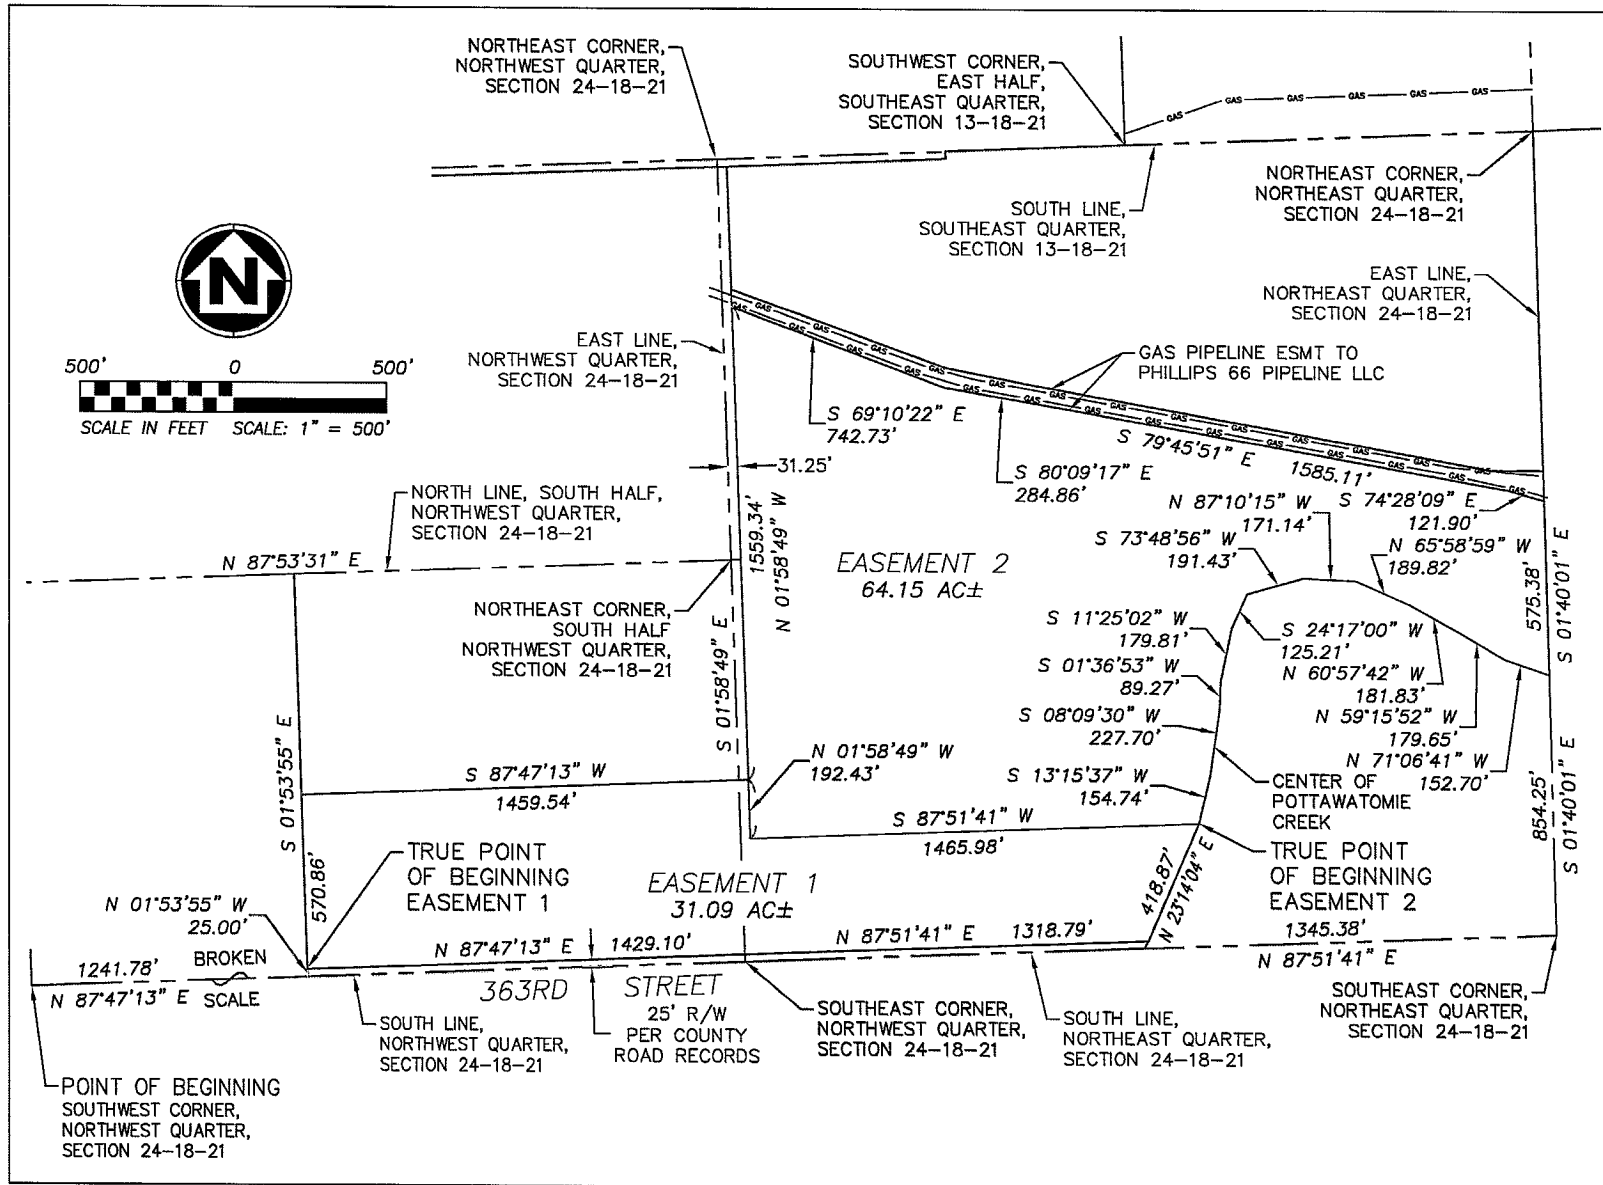 NORTHEAST CORNER,
NORTHWEST QUARTER,
SECTION 24-18-21
SOUTHWEST CORNER,
EAST HALF,
SOUTHEAST QUARTER,
SECTION 13-18-21
GAS GAS GAS GAS GAS GAS
NORTHEAST CORNER,
NORTHEAST QUARTER,
SECTION 24-18-21
SOUTH LINE,
SOUTHEAST QUARTER,
SECTION 13-18-21
N
500' 0 500'
SCALE IN FEET SCALE: 1" = 500'
EAST LINE,
NORTHEAST QUARTER,
SECTION 24-18-21
EAST LINE,
NORTHWEST QUARTER,
SECTION 24-18-21
GAS PIPELINE ESMT TO
PHILLIPS 66 PIPELINE LLC
S 69°10'22" E
742.73'
S 80°09'17" E
284.86'
S 79°45'51" E
1585.11'
S 74°28'09" E
121.90'
31.25'
1559.34'
N 01°58'49" W
NORTH LINE, SOUTH HALF,
NORTHWEST QUARTER,
SECTION 24-18-21
N 87°53'31" E
EASEMENT 2
64.15 AC±
N 87°10'15" W
171.14'
S 73°48'56" W
191.43'
N 65°58'59" W
189.82'
575.38'
S 01°40'01" E
NORTHEAST CORNER,
SOUTH HALF
NORTHWEST QUARTER,
SECTION 24-18-21
S 01°58'49" E
S 11°25'02" W
179.81'
S 24°17'00" W
125.21'
S 01°36'53" W
89.27'
N 60°57'42" W
181.83'
S 08°09'30" W
227.70'
N 59°15'52" W
179.65'
N 71°06'41" W
152.70'
S 13°15'37" W
154.74'
CENTER OF
POTTAWATOMIE
CREEK
854.25'
S 01°40'01" E
S 01°53'55" E
570.86'
S 87°47'13" W
1459.54'
N 01°58'49" W
192.43'
S 87°51'41" W
1465.98'
TRUE POINT
OF BEGINNING
EASEMENT 1
EASEMENT 1
31.09 AC±
418.87'
N 23°14'04" E
TRUE POINT
OF BEGINNING
EASEMENT 2
N 01°53'55" W
25.00'
1241.78'
N 87°47'13" E
BROKEN
SCALE
N 87°47'13" E 1429.10'
N 87°51'41" E 1318.79'
1345.38'
N 87°51'41" E
363RD STREET
25' R/W
PER COUNTY
ROAD RECORDS
SOUTH LINE,
NORTHWEST QUARTER,
SECTION 24-18-21
SOUTHEAST CORNER,
NORTHWEST QUARTER,
SECTION 24-18-21
SOUTH LINE,
NORTHEAST QUARTER,
SECTION 24-18-21
SOUTHEAST CORNER,
NORTHEAST QUARTER,
SECTION 24-18-21
POINT OF BEGINNING
SOUTHWEST CORNER,
NORTHWEST QUARTER,
SECTION 24-18-21